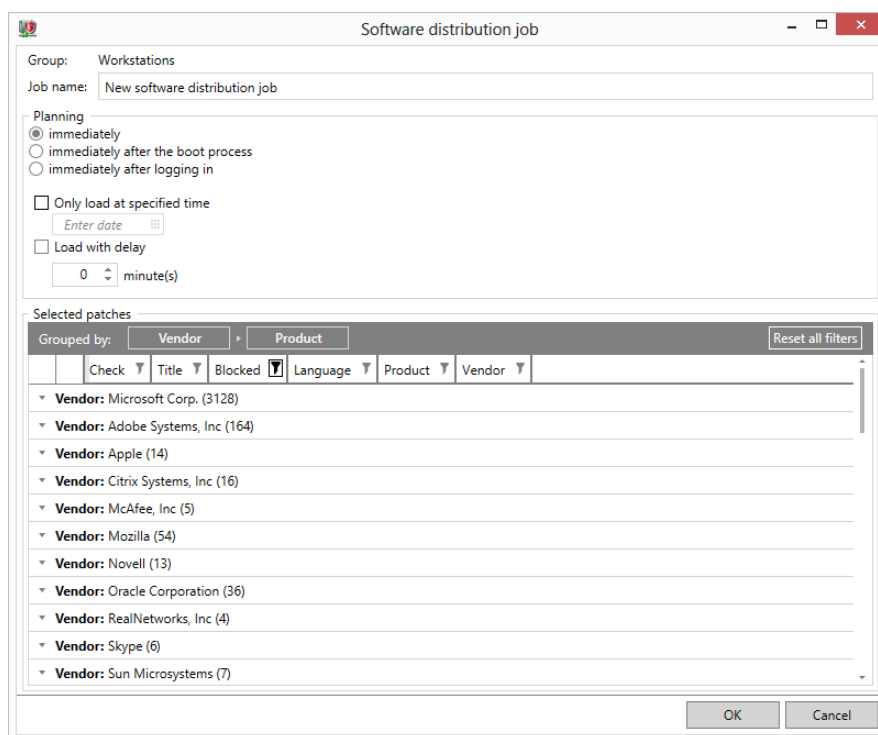 Software distribution job
Group: Workstations
Job name: New software distribution job
Planning
immediately
immediately after the boot process
immediately after logging in
Only load at specified time
Enter date
Load with delay
0 minute(s)
Selected patches
Grouped by: Vendor Product Reset all filters
Check Title Blocked Language Product Vendor
Vendor: Microsoft Corp. (3128)
Vendor: Adobe Systems, Inc (164)
Vendor: Apple (14)
Vendor: Citrix Systems, Inc (16)
Vendor: McAfee, Inc (5)
Vendor: Mozilla (54)
Vendor: Novell (13)
Vendor: Oracle Corporation (36)
Vendor: RealNetworks, Inc (4)
Vendor: Skype (6)
Vendor: Sun Microsystems (7)
OK Cancel